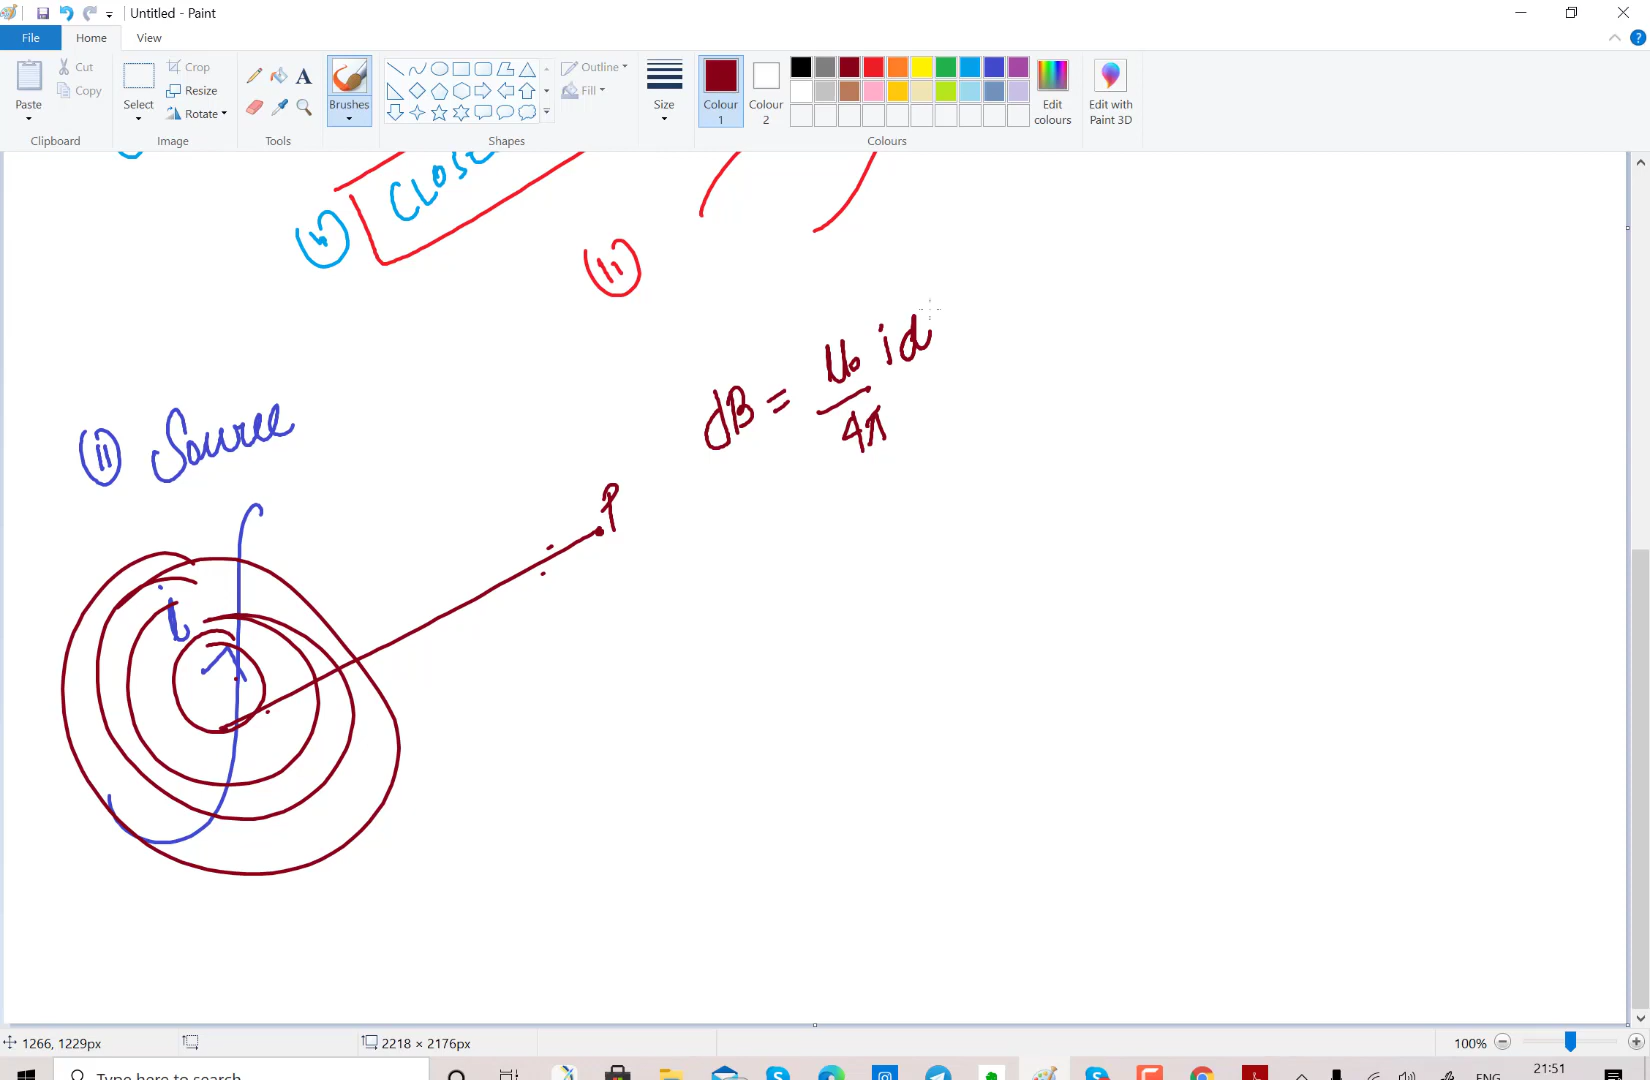 Untitled - Paint
File
Home
View
Paste
Cut
Copy
Clipboard
Select
Crop
Resize
Rotate
Image
Tools
Brushes
Shapes
Outline
Fill
Size
Colour 1
Colour 2
Edit colours
Edit with Paint 3D
Colours
CLOSE
(ii)
dB = μ₀ id
4π
(ii) Source
P
i
1266, 1229px
2218 × 2176px
100%
Type here to search
ENG
21:51